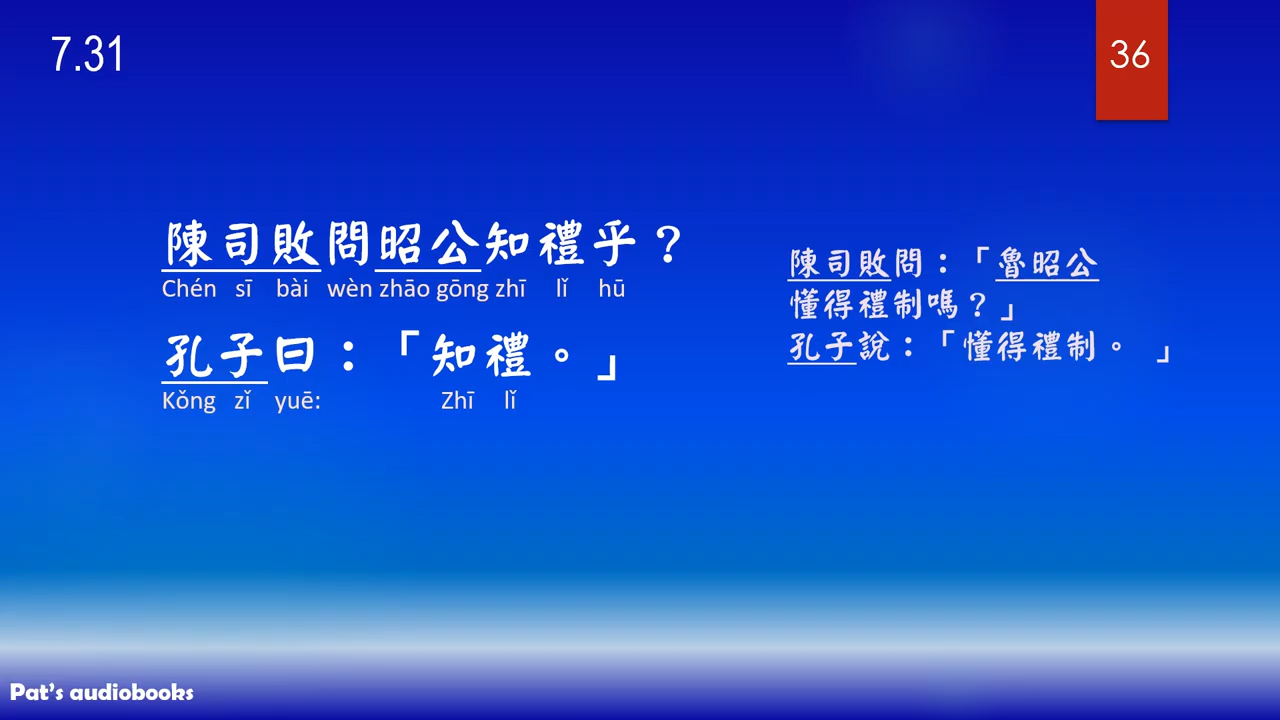 7.31
36
陳司敗問昭公知禮乎？
Chén sī bài wèn zhāo gōng zhī lǐ hū
孔子曰：「知禮。」
Kǒng zǐ yuē: Zhī lǐ
陳司敗問：「魯昭公
懂得禮制嗎？」
孔子說：「懂得禮制。 」
Pat's audiobooks